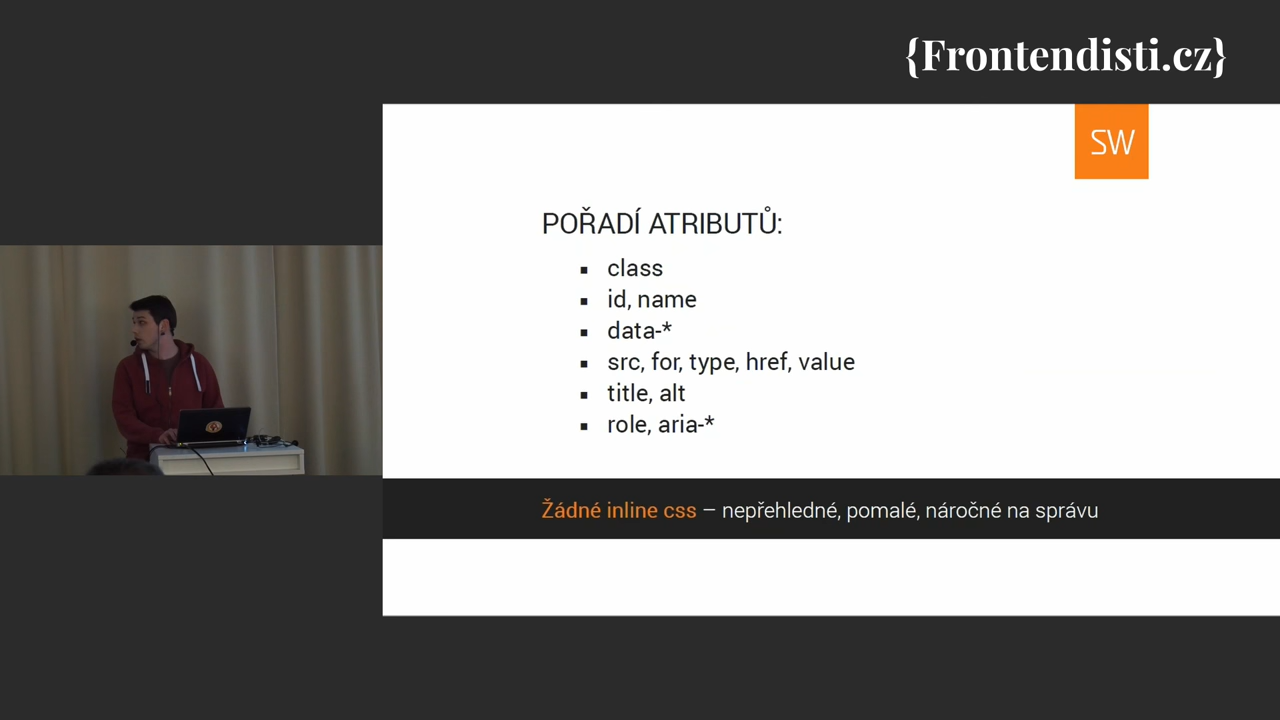 {Frontendisti.cz}
SW
POŘADÍ ATRIBUTŮ:
▪ class
▪ id, name
▪ data-*
▪ src, for, type, href, value
▪ title, alt
▪ role, aria-*
Žádné inline css – nepřehledné, pomalé, náročné na správu